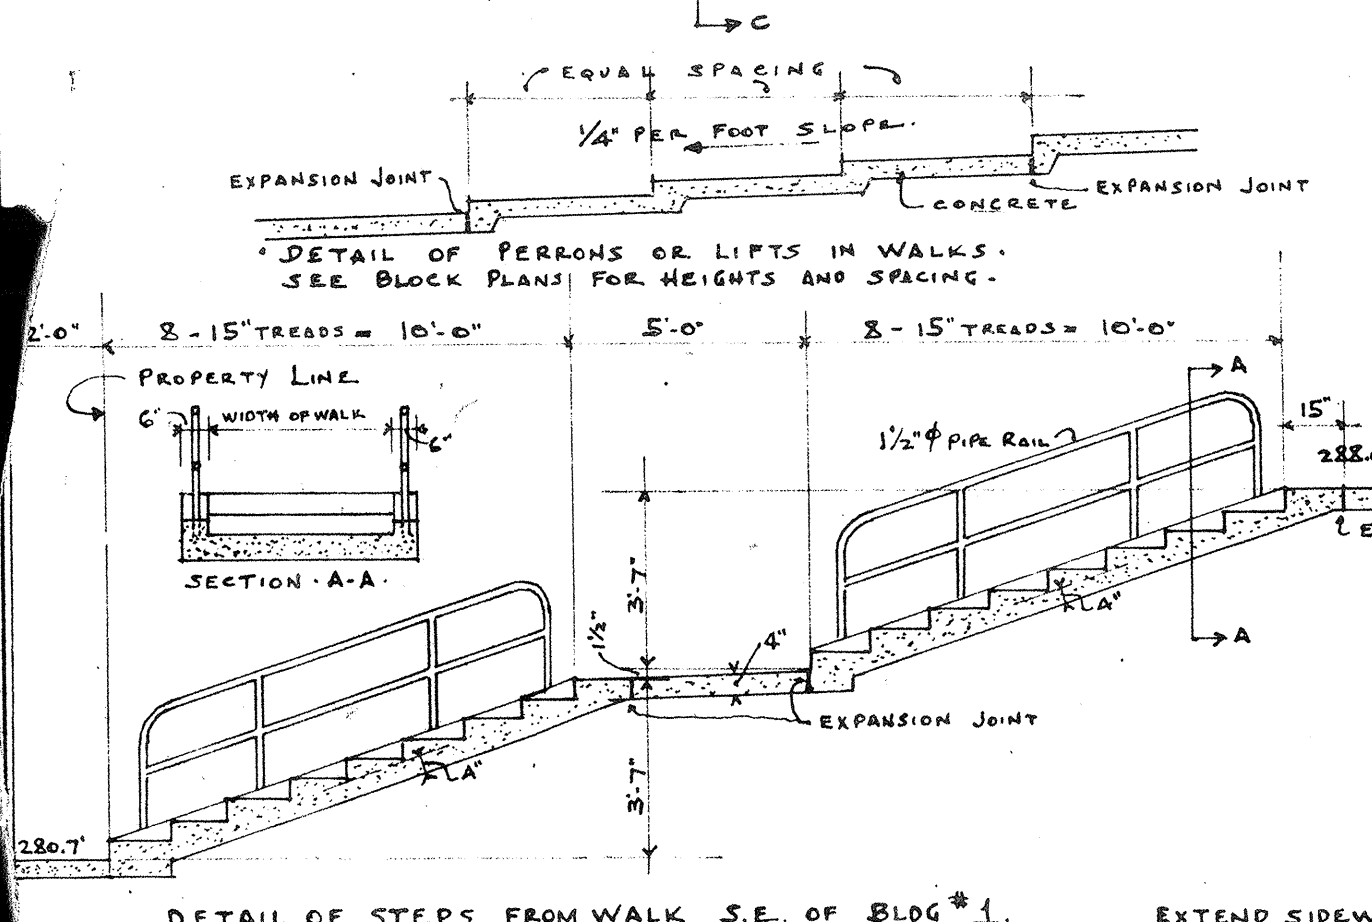 C
EQUAL SPACING
1/4" PER FOOT SLOPE.
EXPANSION JOINT
EXPANSION JOINT
CONCRETE
DETAIL OF PERRONS OR LIFTS IN WALKS.
SEE BLOCK PLANS FOR HEIGHTS AND SPACING.
2'-0" 8 - 15" TREADS = 10'-0" 5'-0" 8 - 15" TREADS = 10'-0"
PROPERTY LINE
A
6" WIDTH OF WALK 6"
15"
1 1/2" φ PIPE RAIL
288.
SECTION · A-A.
3'-7"
4"
1 1/2"
4"
A
EXPANSION JOINT
4"
3'-7"
280.7'
DETAIL OF STEPS FROM WALK S.E. OF BLDG # 1.
EXTEND